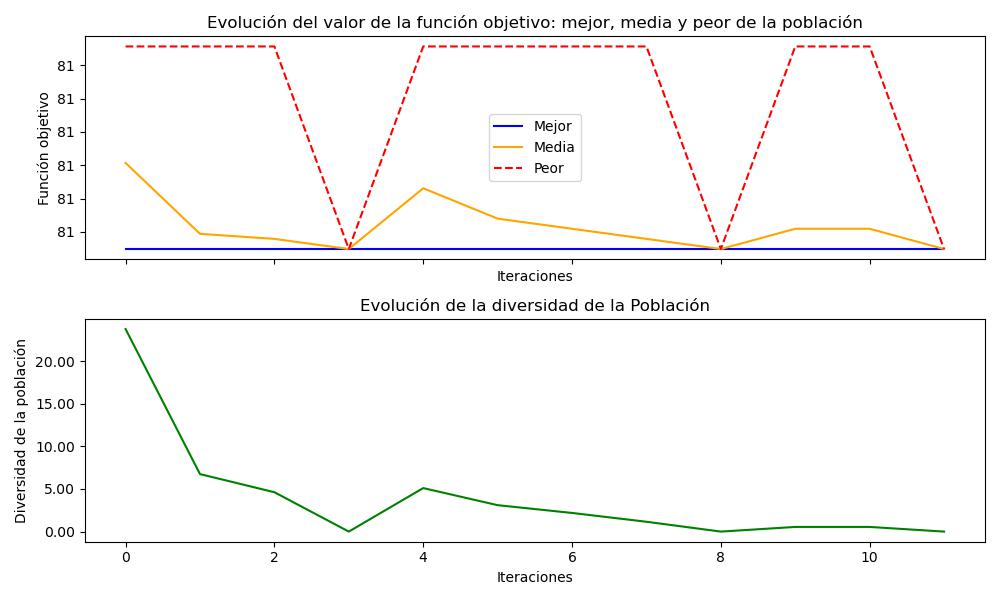 Evolución del valor de la función objetivo: mejor, media y peor de la población
Función objetivo
81
81
81
81
81
81
Mejor
Media
Peor
Iteraciones
Evolución de la diversidad de la Población
Diversidad de la población
20.00
15.00
10.00
5.00
0.00
0 2 4 6 8 10
Iteraciones